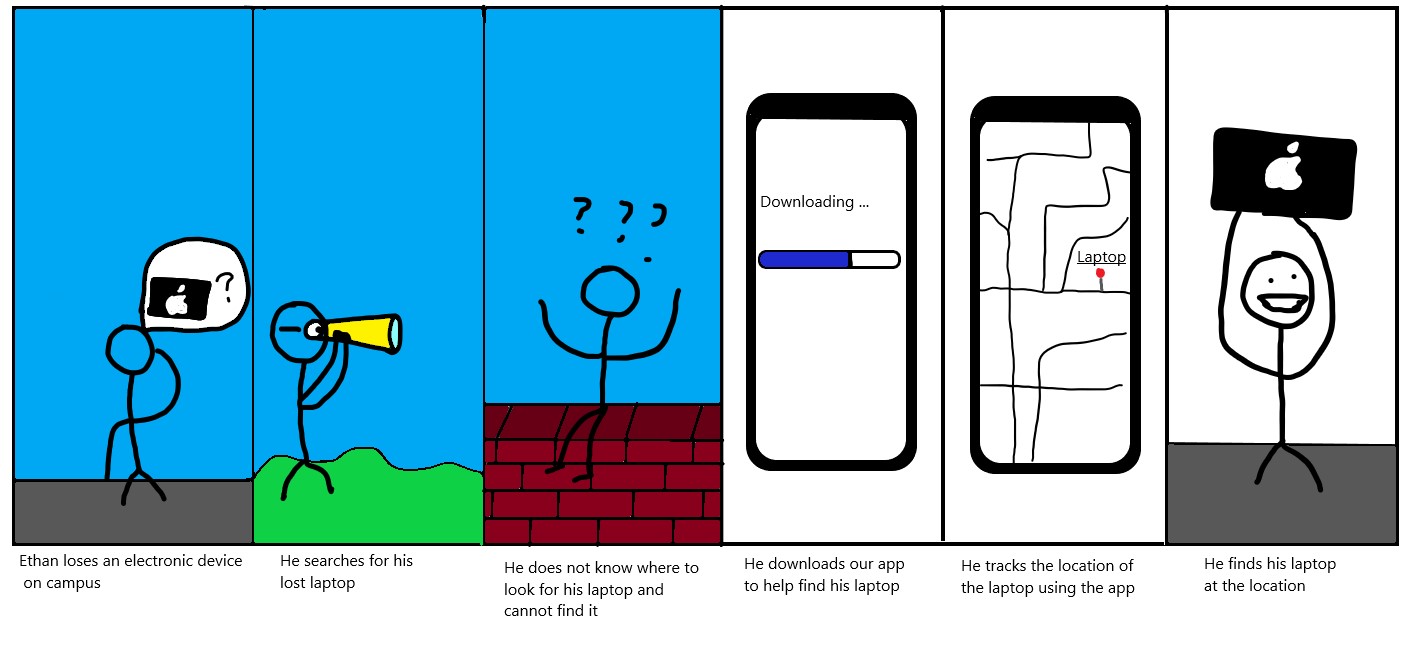 ?
? ? ?
Downloading ...
Laptop
Ethan loses an electronic device
on campus
He searches for his
lost laptop
He does not know where to
look for his laptop and
cannot find it
He downloads our app
to help find his laptop
He tracks the location of
the laptop using the app
He finds his laptop
at the location